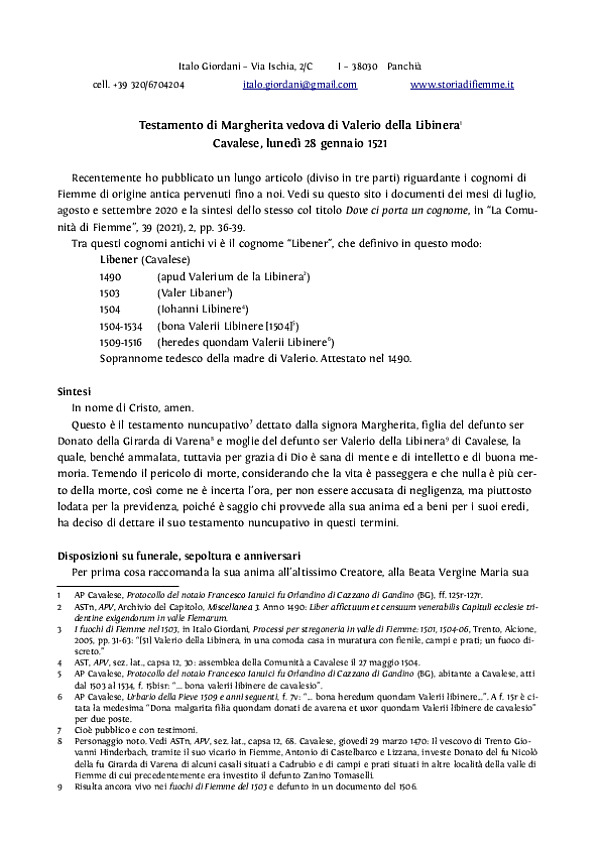 Italo Giordani – Via Ischia, 2/C I – 38030 Panchià
cell. +39 320/6704204 italo.giordani@gmail.com www.storiadifiemme.it
Testamento di Margherita vedova di Valerio della Libinera¹
Cavalese, lunedì 28 gennaio 1521
Recentemente ho pubblicato un lungo articolo (diviso in tre parti) riguardante i cognomi di
Fiemme di origine antica pervenuti fino a noi. Vedi su questo sito i documenti dei mesi di luglio,
agosto e settembre 2020 e la sintesi dello stesso col titolo Dove ci porta un cognome, in “La Comu-
nità di Fiemme”, 39 (2021), 2, pp. 36-39.
Tra questi cognomi antichi vi è il cognome “Libener”, che definivo in questo modo:
Libener (Cavalese)
1490 (apud Valerium de la Libinera²)
1503 (Valer Libaner³)
1504 (Iohanni Libinere⁴)
1504-1534 (bona Valerii Libinere [1504]⁵)
1509-1516 (heredes quondam Valerii Libinere⁶)
Soprannome tedesco della madre di Valerio. Attestato nel 1490.
Sintesi
In nome di Cristo, amen.
Questo è il testamento nuncupativo⁷ dettato dalla signora Margherita, figlia del defunto ser
Donato della Girarda di Varena⁸ e moglie del defunto ser Valerio della Libinera⁹ di Cavalese, la
quale, benché ammalata, tuttavia per grazia di Dio è sana di mente e di intelletto e di buona me-
moria. Temendo il pericolo di morte, considerando che la vita è passeggera e che nulla è più cer-
to della morte, così come ne è incerta l’ora, per non essere accusata di negligenza, ma piuttosto
lodata per la previdenza, poiché è saggio chi provvede alla sua anima ed a beni per i suoi eredi,
ha deciso di dettare il suo testamento nuncupativo in questi termini.
Disposizioni su funerale, sepoltura e anniversari
Per prima cosa raccomanda la sua anima all’altissimo Creatore, alla Beata Vergine Maria sua
1 AP Cavalese, Protocollo del notaio Francesco Ianuici fu Orlandino di Cazzano di Gandino (BG), ff. 125r-127r.
2 ASTn, APV, Archivio del Capitolo, Miscellanea 3. Anno 1490: Liber affictuum et censuum venerabilis Capituli ecclesie tri-
dentine exigendorum in valle Flemarum.
3 I fuochi di Fiemme nel 1503, in Italo Giordani, Processi per stregoneria in valle di Fiemme: 1501, 1504-06, Trento, Alcione,
2005, pp. 31-63: “[51] Valerio della Libinera, in una comoda casa in muratura con fienile, campi e prati; un fuoco di-
screto.”
4 AST, APV, sez. lat., capsa 12, 30: assemblea della Comunità a Cavalese il 27 maggio 1504.
5 AP Cavalese, Protocollo del notaio Francesco Ianuici fu Orlandino di Cazzano di Gandino (BG), abitante a Cavalese, atti
dal 1503 al 1534, f. 15bisr: “... bona valerii libinere de cavalesio”.
6 AP Cavalese, Urbario della Pieve 1509 e anni seguenti, f. 7v: “... bona heredum quondam Valerii libinere...”. A f. 15r è ci-
tata la medesima “Dona malgarita filia quondam donati de avarena et uxor quondam Valerii libinere de cavalesio”
per due poste.
7 Cioè pubblico e con testimoni.
8 Personaggio noto. Vedi ASTn, APV, sez. lat., capsa 12, 68. Cavalese, giovedì 29 marzo 1470: Il vescovo di Trento Gio-
vanni Hinderbach, tramite il suo vicario in Fiemme, Antonio di Castelbarco e Lizzana, investe Donato del fu Nicolò
della fu Girarda di Varena di alcuni casali situati a Cadrubio e di campi e prati situati in altre località della valle di
Fiemme di cui precedentemente era investito il defunto Zanino Tomaselli.
9 Risulta ancora vivo nei fuochi di Fiemme del 1503 e defunto in un documento del 1506.